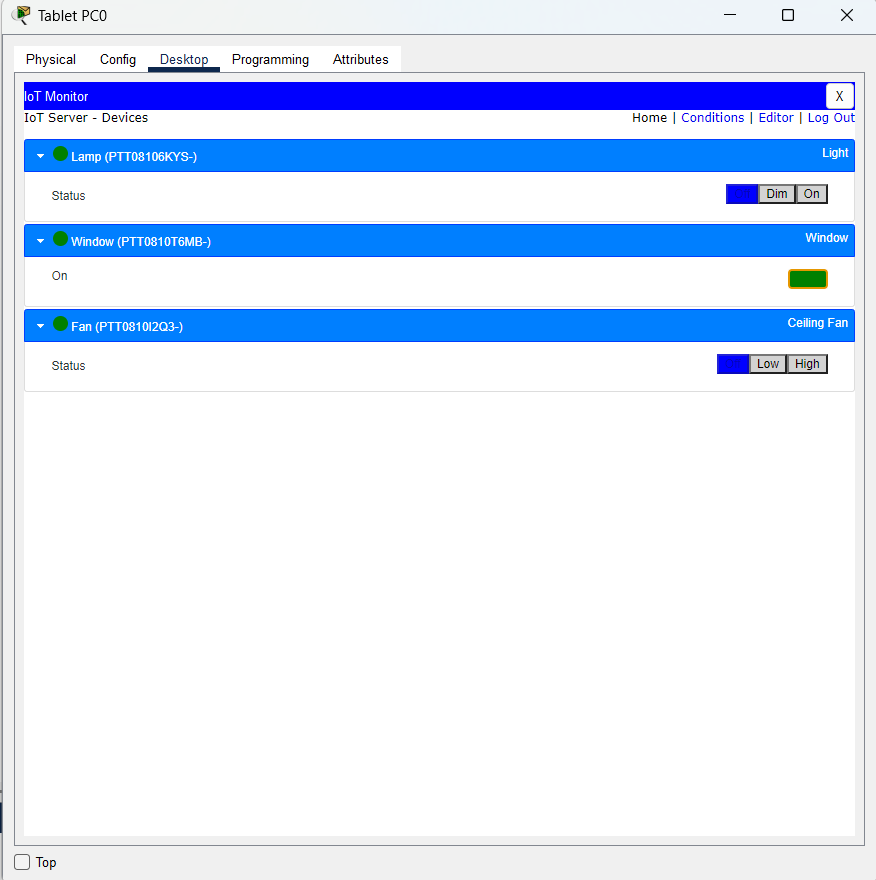 Tablet PC0
Physical Config Desktop Programming Attributes
IoT Monitor X
IoT Server - Devices Home | Conditions | Editor | Log Out
Lamp (PTT08106KYS-) Light
Status Dim On
Window (PTT0810T6MB-) Window
On
Fan (PTT0810I2Q3-) Ceiling Fan
Status Low High
Top